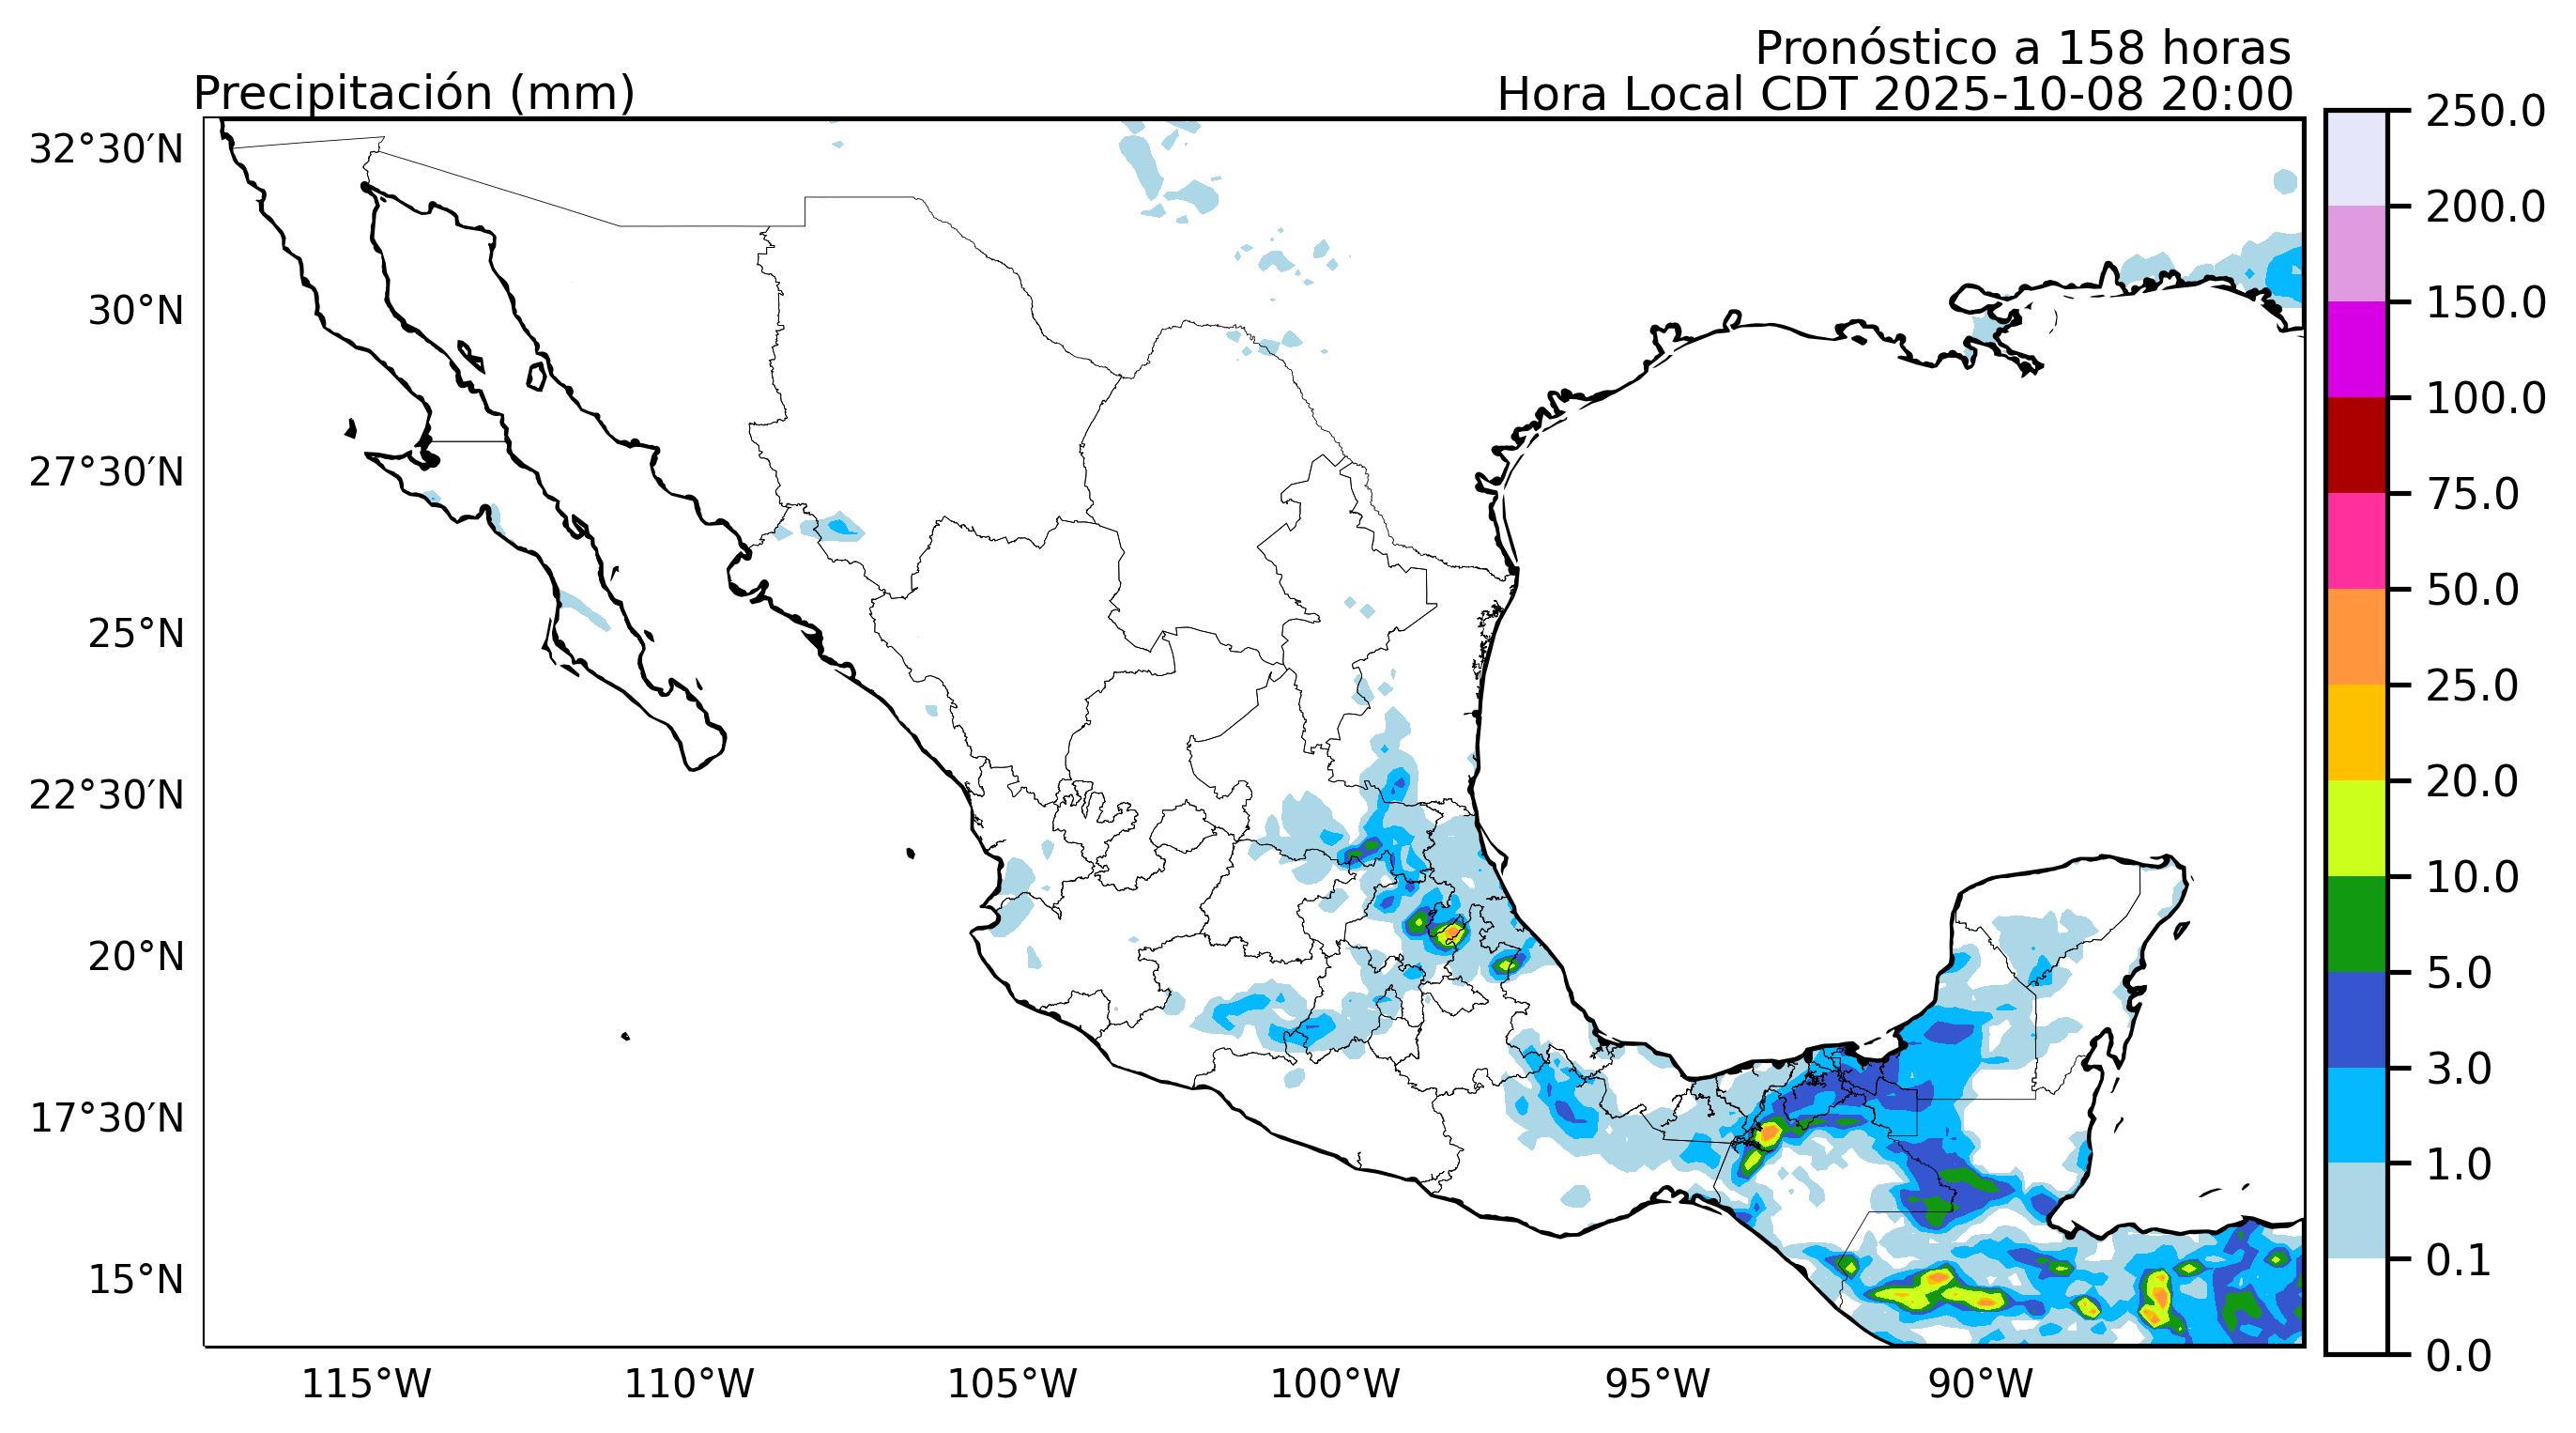 Pronóstico a 158 horas
Precipitación (mm)
Hora Local CDT 2025-10-08 20:00
32°30′N
30°N
27°30′N
25°N
22°30′N
20°N
17°30′N
15°N
115°W
110°W
105°W
100°W
95°W
90°W
250.0
200.0
150.0
100.0
75.0
50.0
25.0
20.0
10.0
5.0
3.0
1.0
0.1
0.0